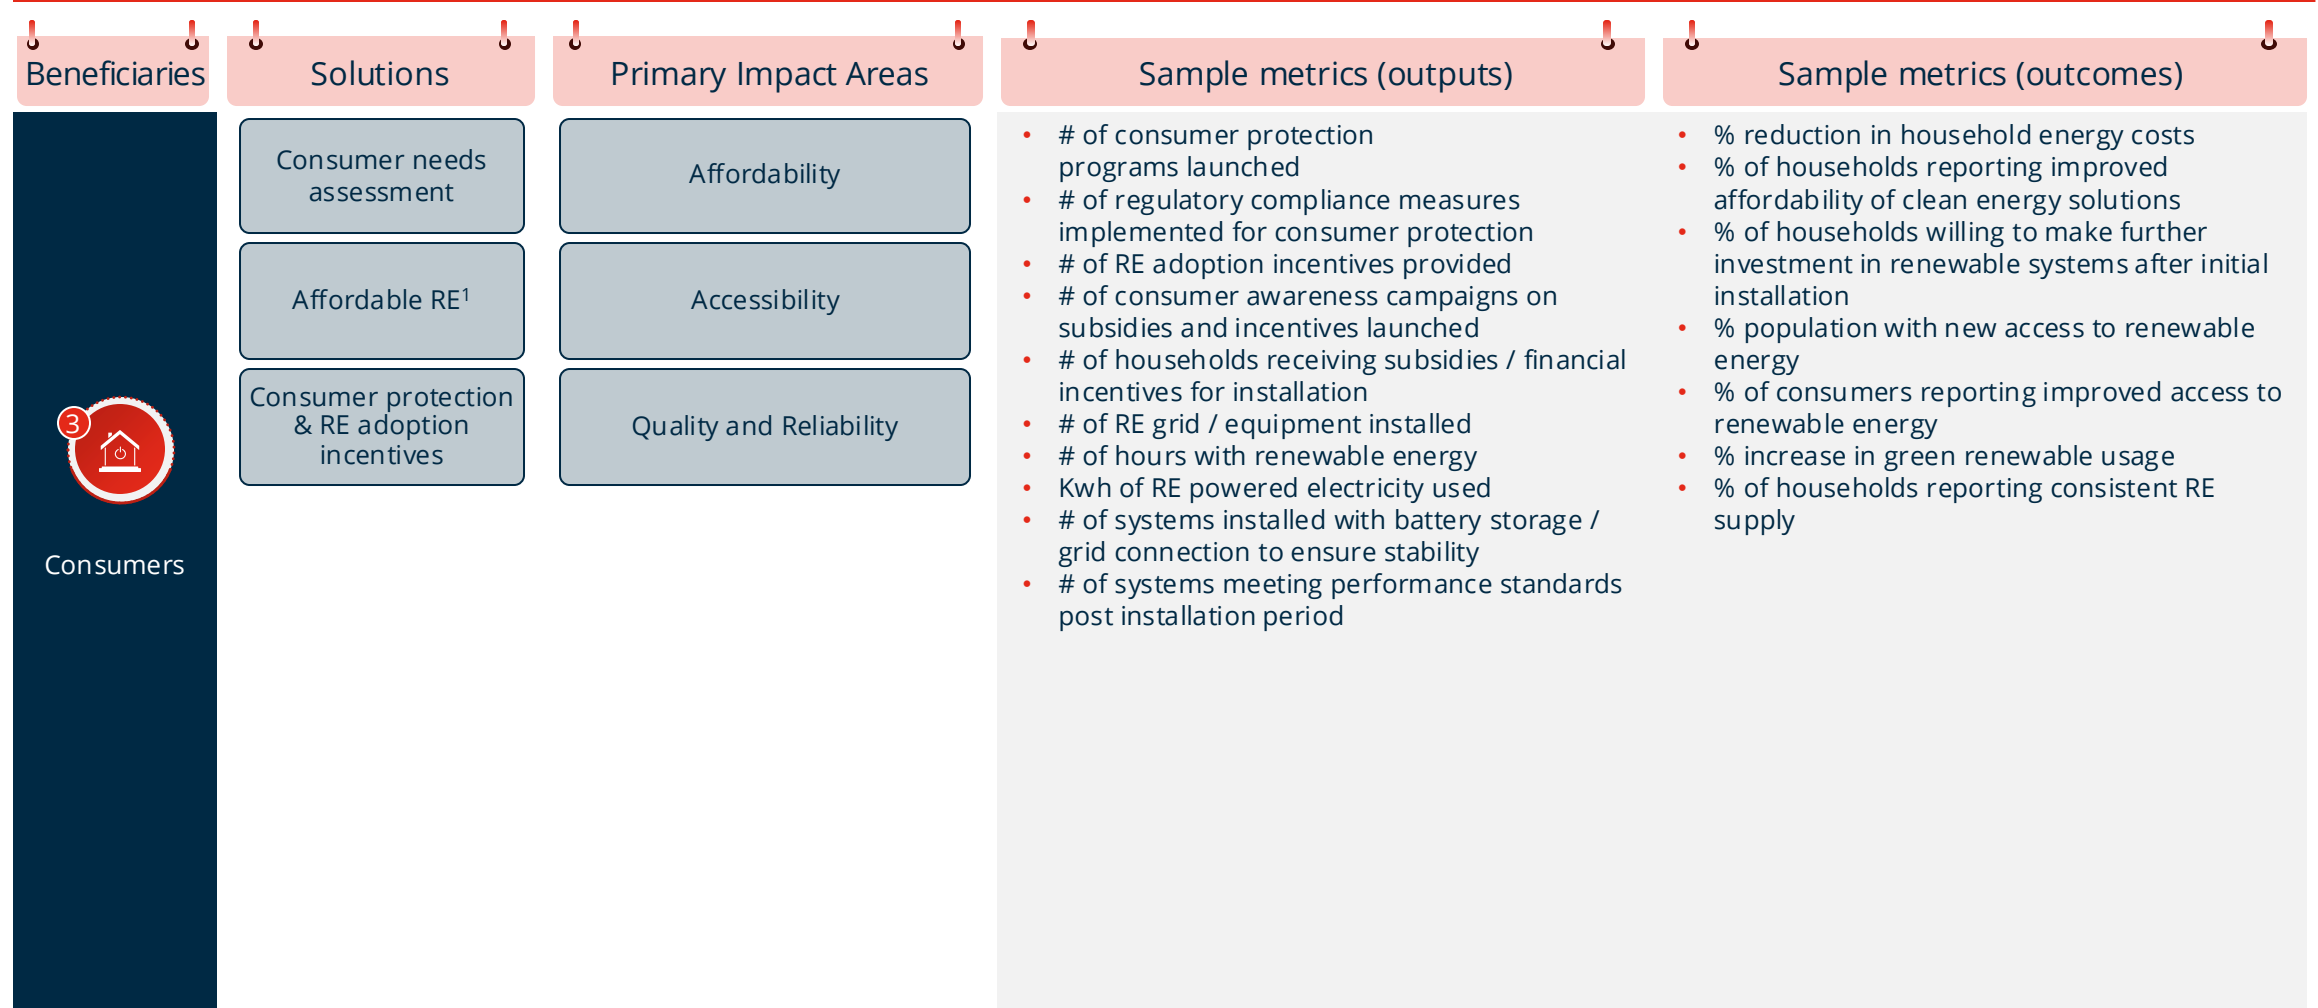 Beneficiaries
Solutions
Primary Impact Areas
Sample metrics (outputs)
Sample metrics (outcomes)
3
Consumers
Consumer needs
assessment
Affordable RE¹
Consumer protection
& RE adoption
incentives
Affordability
Accessibility
Quality and Reliability
• # of consumer protection
programs launched
• # of regulatory compliance measures
implemented for consumer protection
• # of RE adoption incentives provided
• # of consumer awareness campaigns on
subsidies and incentives launched
• # of households receiving subsidies / financial
incentives for installation
• # of RE grid / equipment installed
• # of hours with renewable energy
• Kwh of RE powered electricity used
• # of systems installed with battery storage /
grid connection to ensure stability
• # of systems meeting performance standards
post installation period
• % reduction in household energy costs
• % of households reporting improved
affordability of clean energy solutions
• % of households willing to make further
investment in renewable systems after initial
installation
• % population with new access to renewable
energy
• % of consumers reporting improved access to
renewable energy
• % increase in green renewable usage
• % of households reporting consistent RE
supply